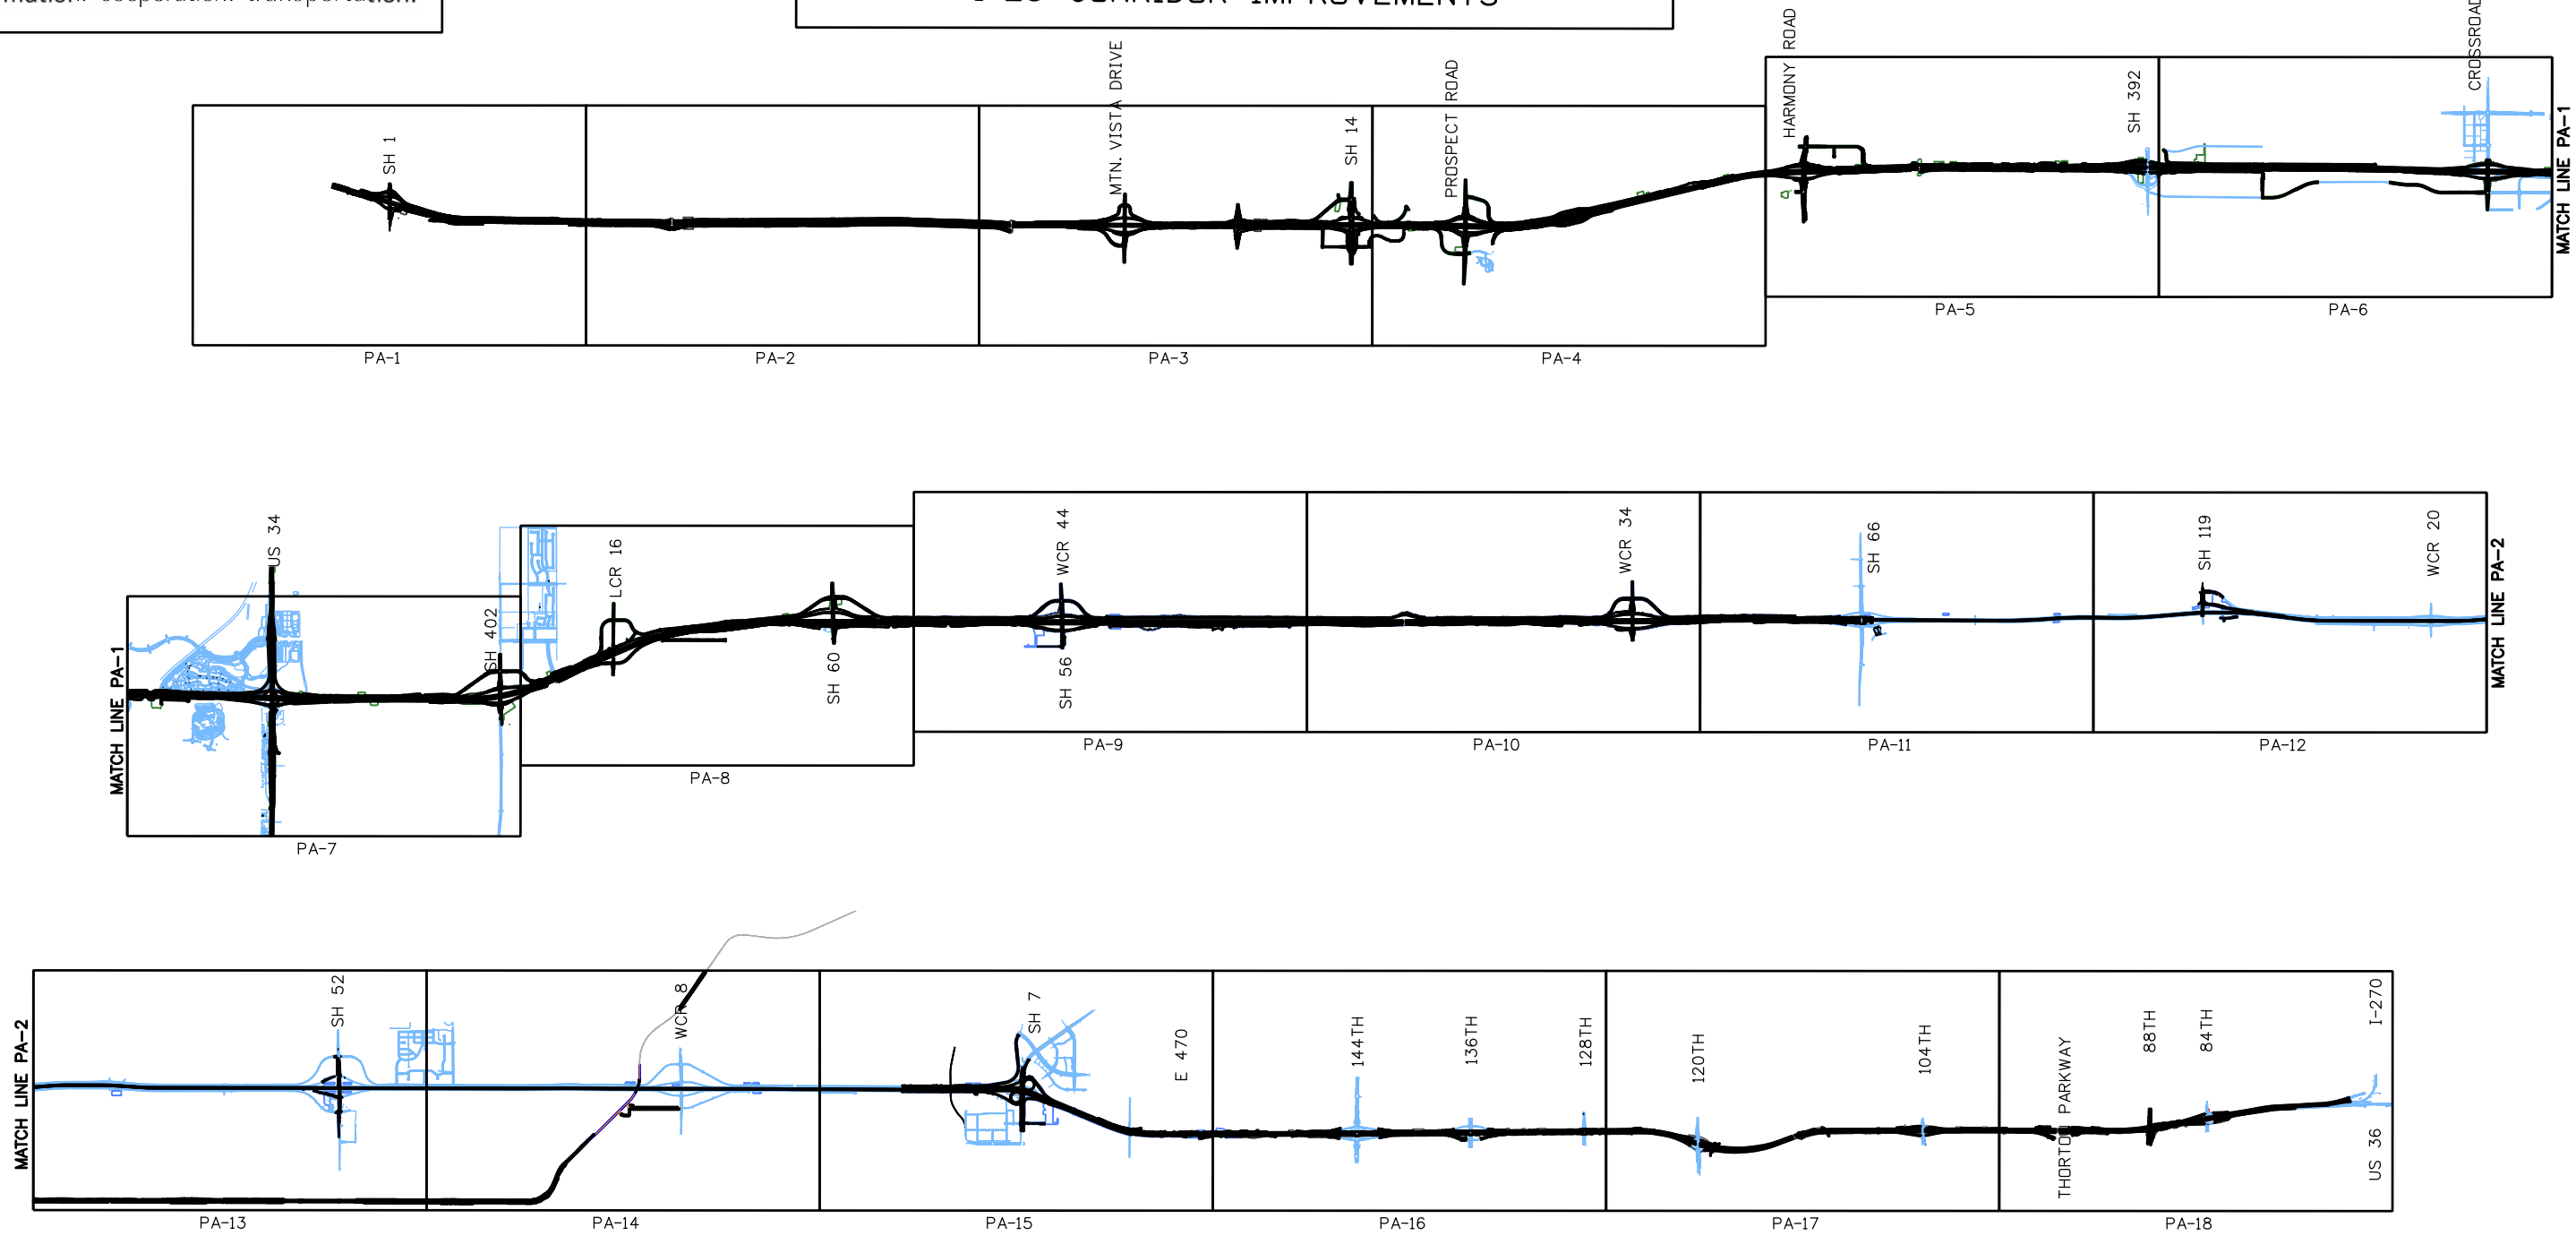 cooperation. transportation.
CORRIDOR IMPROVEMENTS
SH 1
MTN. VISTA DRIVE
SH 14
PROSPECT ROAD
HARMONY ROAD
SH 392
MATCH LINE PA-1
PA-1
PA-2
PA-3
PA-4
PA-5
PA-6
MATCH LINE PA-1
US 34
SH 402
LCR 16
SH 60
WCR 44
SH 56
WCR 34
SH 66
SH 119
WCR 20
MATCH LINE PA-2
PA-7
PA-8
PA-9
PA-10
PA-11
PA-12
MATCH LINE PA-2
SH 52
WCR 8
SH 7
E 470
144TH
136TH
128TH
120TH
104TH
THORTON PARKWAY
88TH
84TH
I-270
US 36
PA-13
PA-14
PA-15
PA-16
PA-17
PA-18